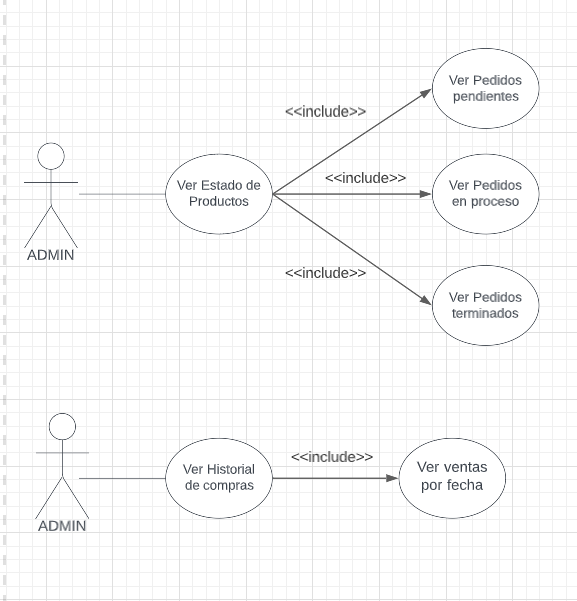 Ver Pedidos
pendientes
<<include>>
<<include>>
Ver Estado de
Productos
Ver Pedidos
en proceso
ADMIN
<<include>>
Ver Pedidos
terminados
ADMIN
Ver Historial
de compras
<<include>>
Ver ventas
por fecha